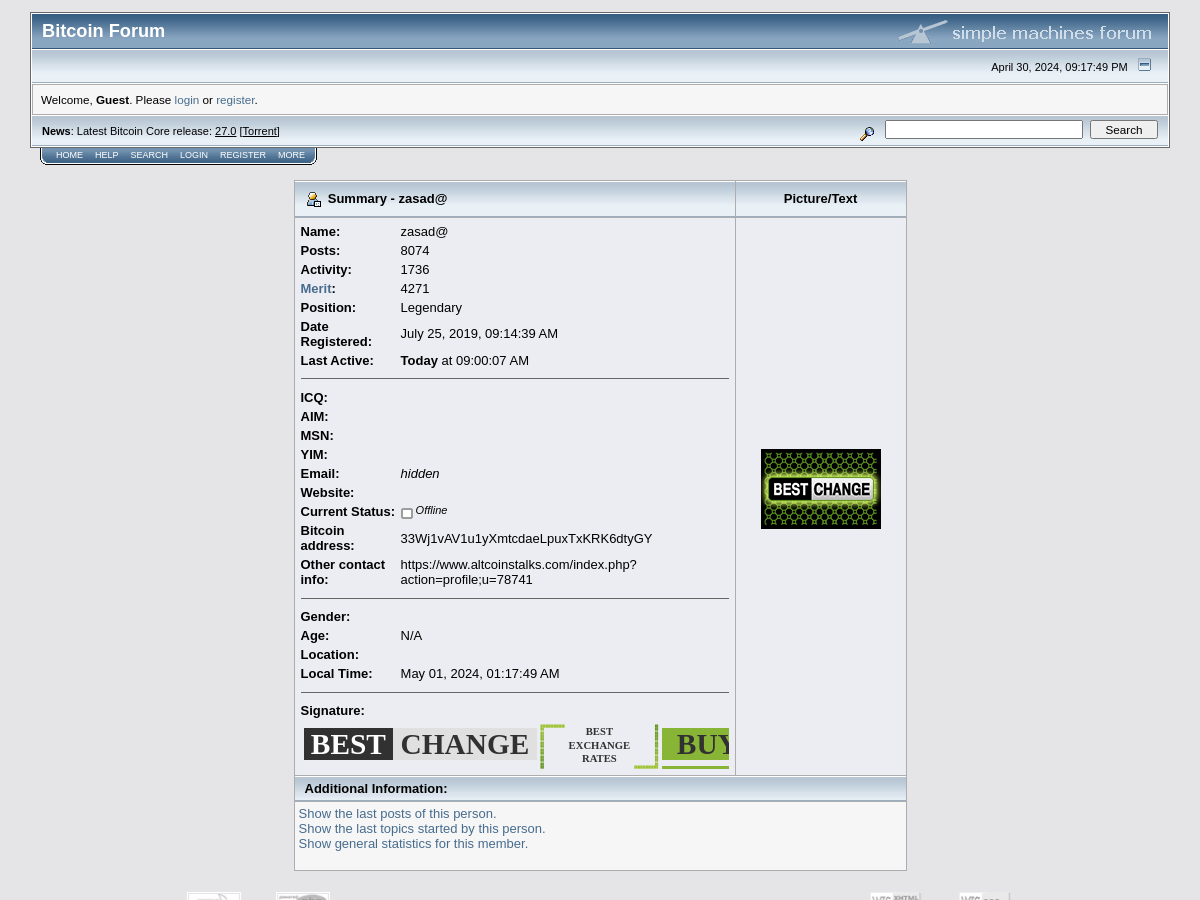 Bitcoin Forum
simple machines forum
April 30, 2024, 09:17:49 PM
Welcome, Guest. Please login or register.
News: Latest Bitcoin Core release: 27.0 [Torrent]
Search
HOME HELP SEARCH LOGIN REGISTER MORE
Summary - zasad@
Picture/Text
Name: zasad@
Posts: 8074
Activity: 1736
Merit: 4271
Position: Legendary
Date
Registered: July 25, 2019, 09:14:39 AM
Last Active: Today at 09:00:07 AM
ICQ:
AIM:
MSN:
YIM:
Email: hidden
Website:
Current Status: Offline
Bitcoin
address: 33Wj1vAV1u1yXmtcdaeLpuxTxKRK6dtyGY
Other contact
info: https://www.altcoinstalks.com/index.php?
action=profile;u=78741
BEST CHANGE
Gender:
Age: N/A
Location:
Local Time: May 01, 2024, 01:17:49 AM
Signature:
BEST CHANGE
BEST
EXCHANGE
RATES
BUY
Additional Information:
Show the last posts of this person.
Show the last topics started by this person.
Show general statistics for this member.